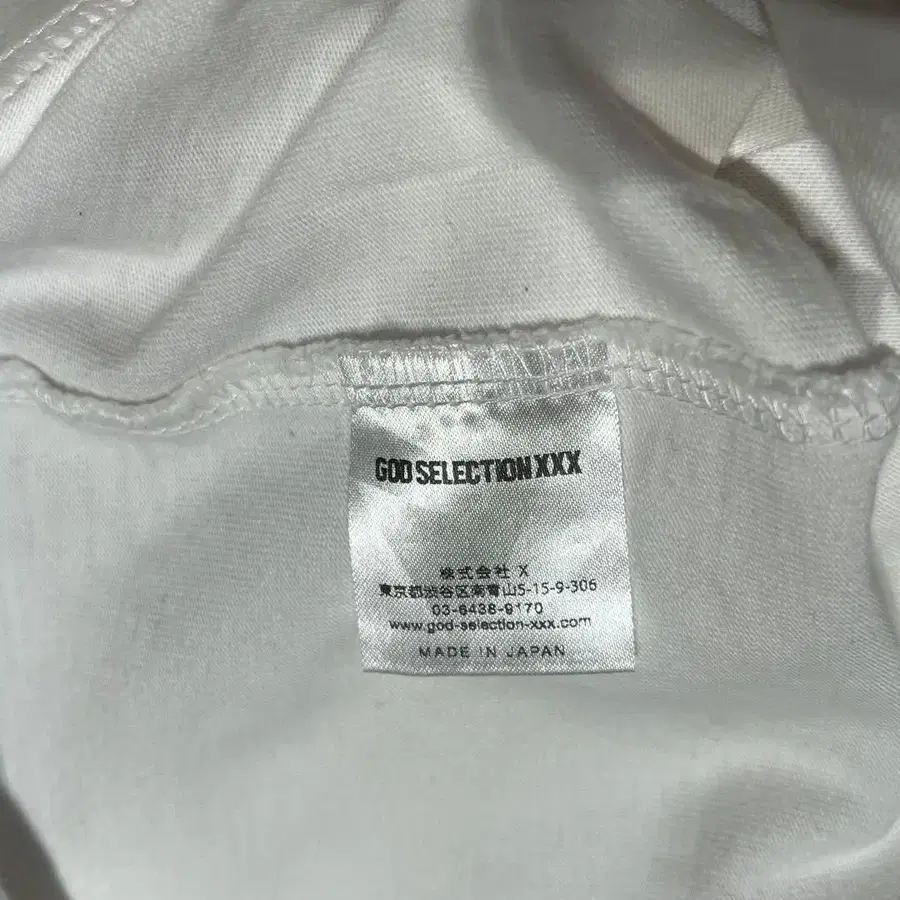 GOD SELECTION XXX
株式会社 X
東京都渋谷区南青山5-15-9-306
03-6438-9170
www.god-selection-xxx.com
MADE IN JAPAN